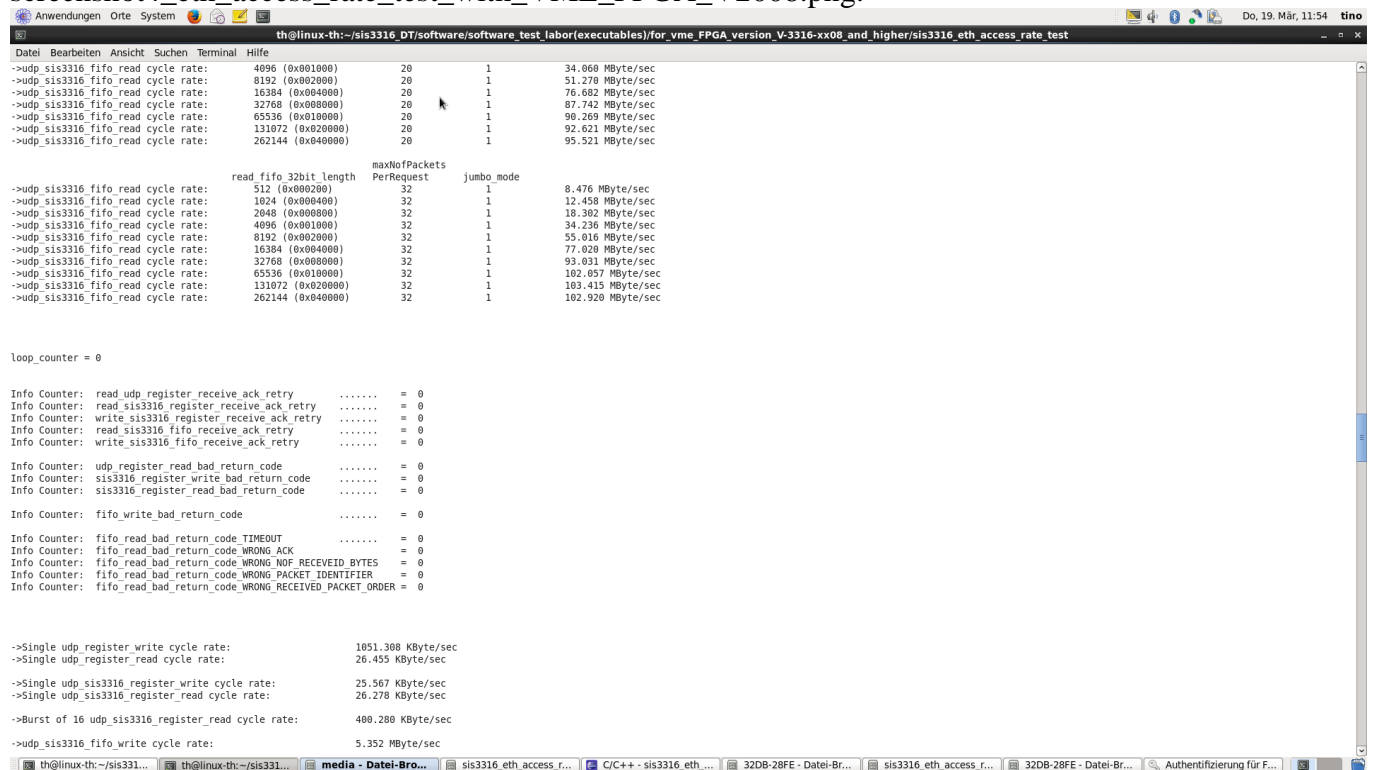 screenshot4_eth_access_rate_test_with_VME_FPGA_V2008.png:
Anwendungen Orte System Do, 19. Mär, 11:54 tino
th@linux-th:~/sis3316_DT/software/software_test_labor(executables)/for_vme_FPGA_version_V-3316-xx08_and_higher/sis3316_eth_access_rate_test
Datei Bearbeiten Ansicht Suchen Terminal Hilfe
->udp_sis3316_fifo_read cycle rate: 4096 (0x001000) 20 1 34.060 MByte/sec
->udp_sis3316_fifo_read cycle rate: 8192 (0x002000) 20 1 51.270 MByte/sec
->udp_sis3316_fifo_read cycle rate: 16384 (0x004000) 20 1 76.682 MByte/sec
->udp_sis3316_fifo_read cycle rate: 32768 (0x008000) 20 1 87.742 MByte/sec
->udp_sis3316_fifo_read cycle rate: 65536 (0x010000) 20 1 90.269 MByte/sec
->udp_sis3316_fifo_read cycle rate: 131072 (0x020000) 20 1 92.621 MByte/sec
->udp_sis3316_fifo_read cycle rate: 262144 (0x040000) 20 1 95.521 MByte/sec
maxNofPackets
read_fifo_32bit_length PerRequest jumbo_mode
->udp_sis3316_fifo_read cycle rate: 512 (0x000200) 32 1 8.476 MByte/sec
->udp_sis3316_fifo_read cycle rate: 1024 (0x000400) 32 1 12.458 MByte/sec
->udp_sis3316_fifo_read cycle rate: 2048 (0x000800) 32 1 18.302 MByte/sec
->udp_sis3316_fifo_read cycle rate: 4096 (0x001000) 32 1 34.236 MByte/sec
->udp_sis3316_fifo_read cycle rate: 8192 (0x002000) 32 1 55.016 MByte/sec
->udp_sis3316_fifo_read cycle rate: 16384 (0x004000) 32 1 77.020 MByte/sec
->udp_sis3316_fifo_read cycle rate: 32768 (0x008000) 32 1 93.031 MByte/sec
->udp_sis3316_fifo_read cycle rate: 65536 (0x010000) 32 1 102.057 MByte/sec
->udp_sis3316_fifo_read cycle rate: 131072 (0x020000) 32 1 103.415 MByte/sec
->udp_sis3316_fifo_read cycle rate: 262144 (0x040000) 32 1 102.920 MByte/sec
loop_counter = 0
Info Counter: read_udp_register_receive_ack_retry ....... = 0
Info Counter: read_sis3316_register_receive_ack_retry ....... = 0
Info Counter: write_sis3316_register_receive_ack_retry ....... = 0
Info Counter: read_sis3316_fifo_receive_ack_retry ....... = 0
Info Counter: write_sis3316_fifo_receive_ack_retry ....... = 0
Info Counter: udp_register_read_bad_return_code ....... = 0
Info Counter: sis3316_register_write_bad_return_code ....... = 0
Info Counter: sis3316_register_read_bad_return_code ....... = 0
Info Counter: fifo_write_bad_return_code ....... = 0
Info Counter: fifo_read_bad_return_code_TIMEOUT ....... = 0
Info Counter: fifo_read_bad_return_code_WRONG_ACK = 0
Info Counter: fifo_read_bad_return_code_WRONG_NOF_RECEVEID_BYTES = 0
Info Counter: fifo_read_bad_return_code_WRONG_PACKET_IDENTIFIER = 0
Info Counter: fifo_read_bad_return_code_WRONG_RECEIVED_PACKET_ORDER = 0
->Single udp_register_write cycle rate: 1051.308 KByte/sec
->Single udp_register_read cycle rate: 26.455 KByte/sec
->Single udp_sis3316_register_write cycle rate: 25.567 KByte/sec
->Single udp_sis3316_register_read cycle rate: 26.278 KByte/sec
->Burst of 16 udp_sis3316_register_read cycle rate: 400.280 KByte/sec
->udp_sis3316_fifo_write cycle rate: 5.352 MByte/sec
th@linux-th:~/sis331... th@linux-th:~/sis331... media - Datei-Bro... sis3316_eth_access_r... C/C++ - sis3316_eth_... 32DB-28FE - Datei-Br... sis3316_eth_access_r... 32DB-28FE - Datei-Br... Authentifizierung für F...